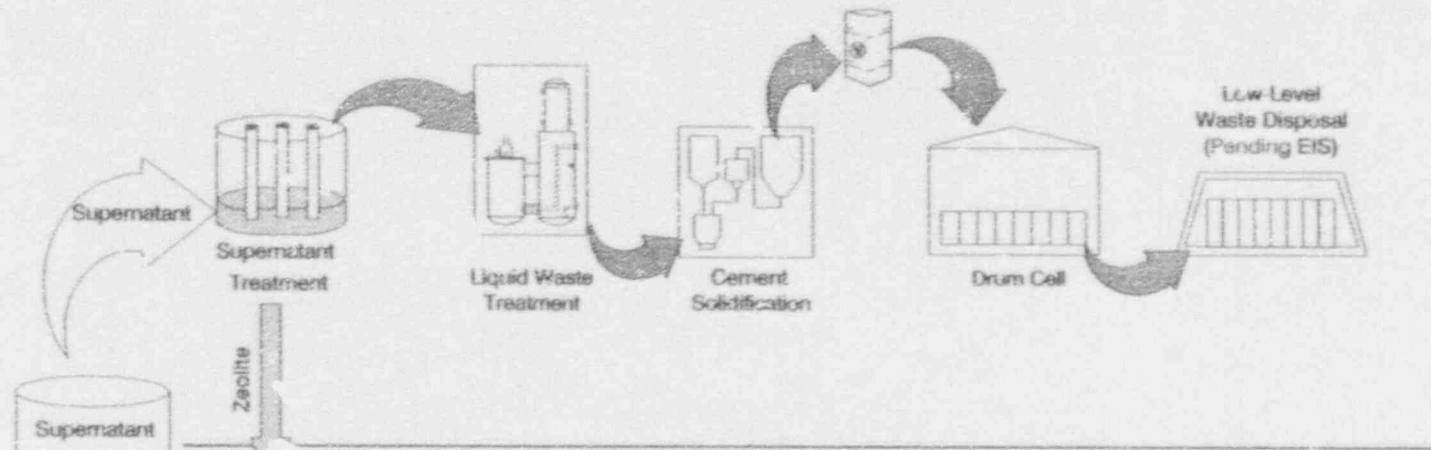 Low-Level
Waste Disposal
(Pending EIS)
Supernatant
Supernatant
Treatment
Liquid Waste
Treatment
Cement
Solidification
Drum Cell
Zeolite
Supernatant